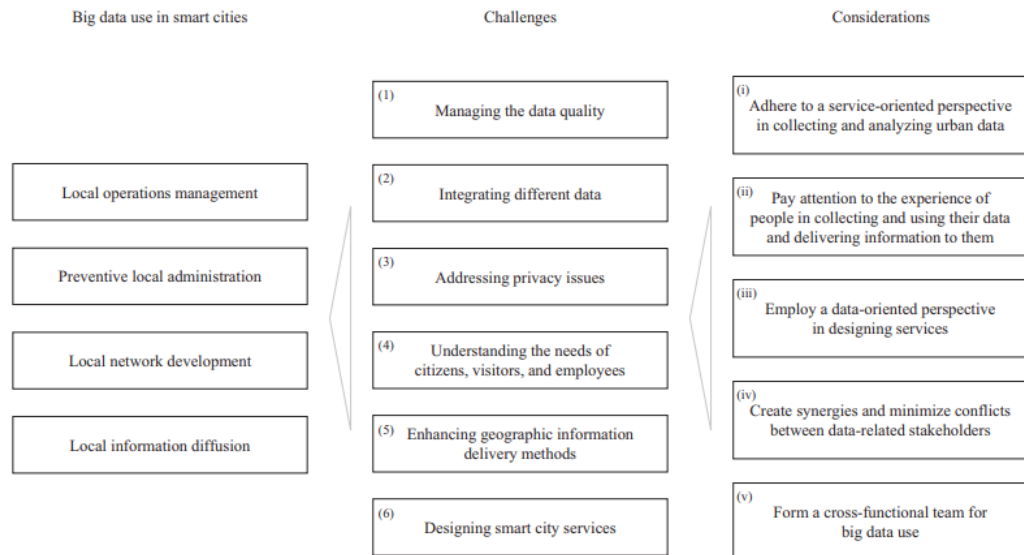 Big data use in smart cities
Local operations management
Preventive local administration
Local network development
Local information diffusion
Challenges
(1)
Managing the data quality
(2)
Integrating different data
(3)
Addressing privacy issues
(4)
Understanding the needs of
citizens, visitors, and employees
(5)
Enhancing geographic information
delivery methods
(6)
Designing smart city services
Considerations
(i)
Adhere to a service-oriented perspective
in collecting and analyzing urban data
(ii)
Pay attention to the experience of
people in collecting and using their data
and delivering information to them
(iii)
Employ a data-oriented perspective
in designing services
(iv)
Create synergies and minimize conflicts
between data-related stakeholders
(v)
Form a cross-functional team for
big data use